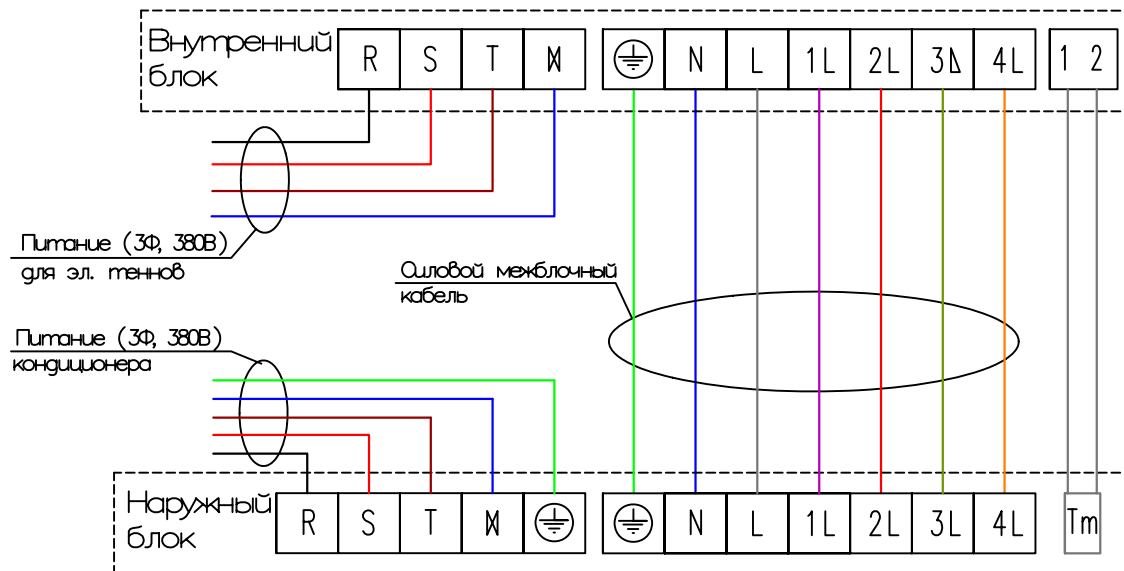 Внутренний
блок
R S T N N L 1L 2L 3L 4L 1 2
Питание (3Ф, 380В)
для эл. теннов
Силовой межблочный
кабель
Питание (3Ф, 380В)
кондиционера
Наружный
блок
R S T N N L 1L 2L 3L 4L Tm